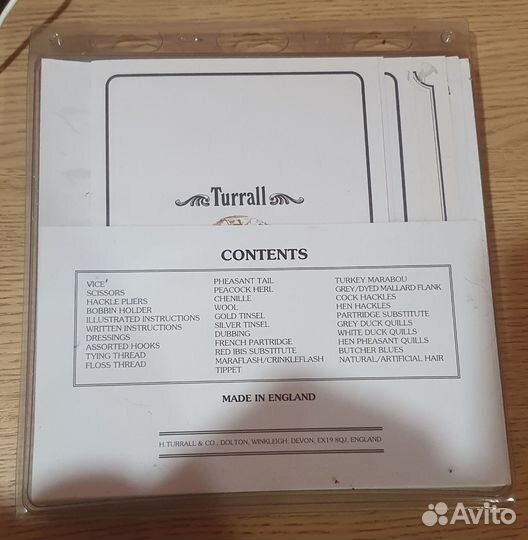 Turrall
CONTENTS
VICE
SCISSORS
HACKLE PLIERS
BOBBIN HOLDER
ILLUSTRATED INSTRUCTIONS
WRITTEN INSTRUCTIONS
DRESSINGS
ASSORTED HOOKS
TYING THREAD
FLOSS THREAD
PHEASANT TAIL
PEACOCK HERL
CHENILLE
WOOL
GOLD TINSEL
SILVER TINSEL
DUBBING
FRENCH PARTRIDGE
RED IBIS SUBSTITUTE
MARAFLASH/CRINKLEFLASH
TIPPET
TURKEY MARABOU
GREY/DYED MALLARD FLANK
COCK HACKLES
HEN HACKLES
PARTRIDGE SUBSTITUTE
GREY DUCK QUILLS
WHITE DUCK QUILLS
HEN PHEASANT QUILLS
BUTCHER BLUES
NATURAL/ARTIFICIAL HAIR
MADE IN ENGLAND
H. TURRALL & CO., DOLTON, WINKLEIGH, DEVON, EX19 8QJ, ENGLAND
Avito